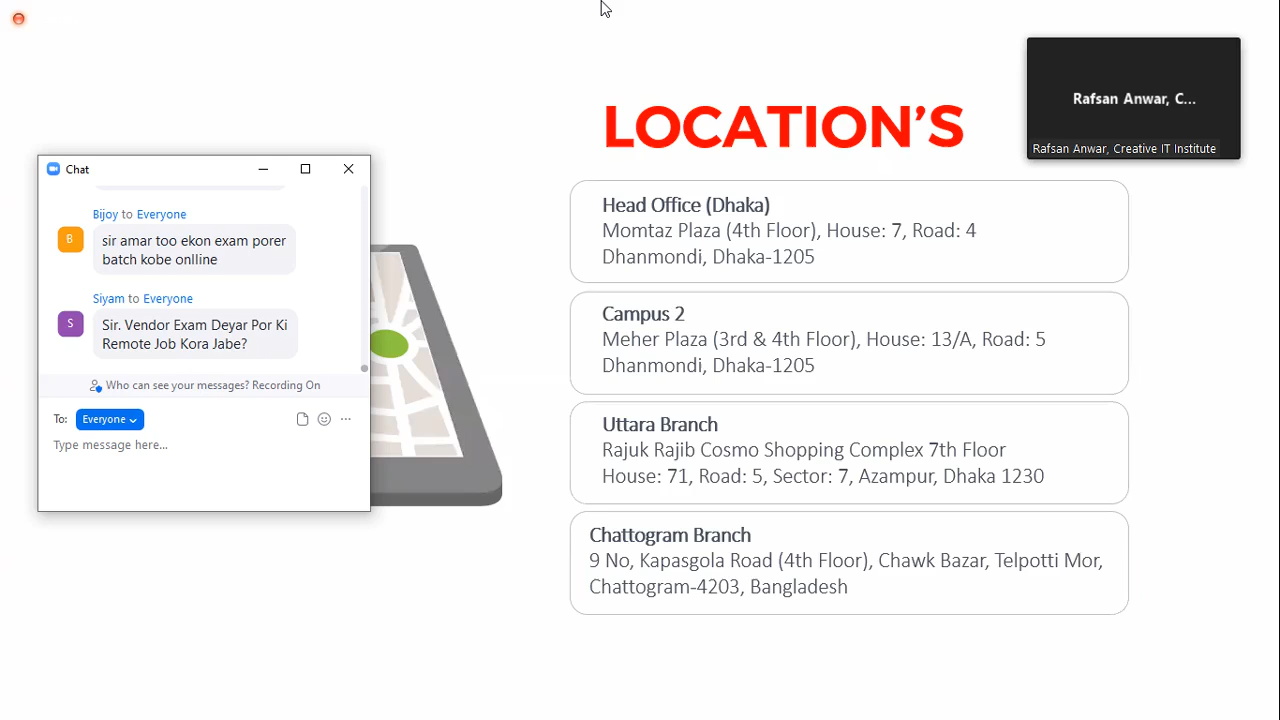 LOCATION'S
Rafsan Anwar, C...
Rafsan Anwar, Creative IT Institute
Chat
Bijoy to Everyone
B
sir amar too ekon exam porer
batch kobe onlline
Siyam to Everyone
S
Sir. Vendor Exam Deyar Por Ki
Remote Job Kora Jabe?
Who can see your messages? Recording On
To: Everyone
Type message here...
Head Office (Dhaka)
Momtaz Plaza (4th Floor), House: 7, Road: 4
Dhanmondi, Dhaka-1205
Campus 2
Meher Plaza (3rd & 4th Floor), House: 13/A, Road: 5
Dhanmondi, Dhaka-1205
Uttara Branch
Rajuk Rajib Cosmo Shopping Complex 7th Floor
House: 71, Road: 5, Sector: 7, Azampur, Dhaka 1230
Chattogram Branch
9 No, Kapasgola Road (4th Floor), Chawk Bazar, Telpotti Mor,
Chattogram-4203, Bangladesh